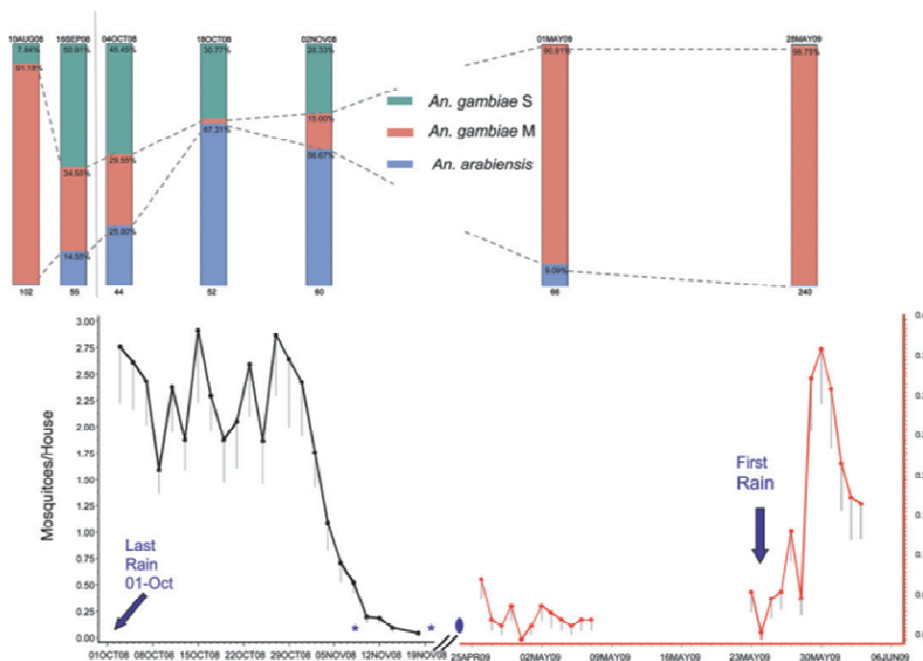 10AUG08 16SEP08 04OCT08 18OCT08 02NOV08 01MAY09 28MAY09
7.84% 50.91% 45.45% 30.77% 28.33% 90.91% 98.75%
91.18%
An. gambiae S
An. gambiae M
15.00%
67.31%
An. arabiensis
34.55% 29.55% 56.67%
14.55% 25.00% 9.09%
102 55 44 52 60 66 240
3.00
2.75
2.50
2.25
2.00
1.75
1.50
1.25
1.00
0.75
0.50
0.25
0.00
Mosquitoes/House
Last
Rain
01-Oct
First
Rain
* *
01OCT08 08OCT08 15OCT08 22OCT08 29OCT08 05NOV08 12NOV08 19NOV08 25APR09 02MAY09 09MAY09 16MAY09 23MAY09 30MAY09 06JUN09